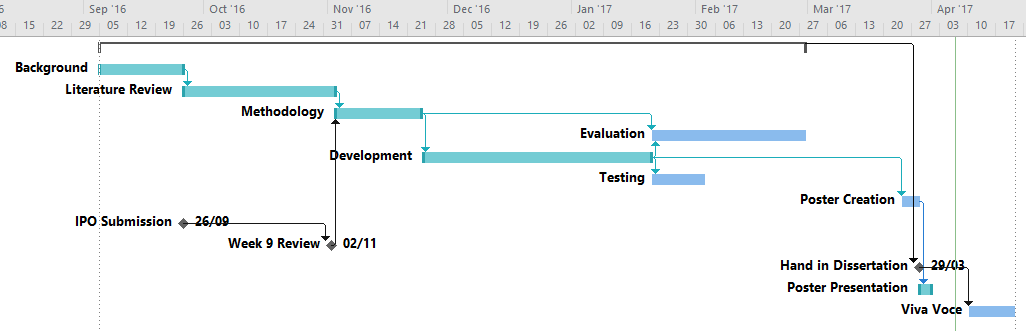 6 Sep '16 Oct '16 Nov '16 Dec '16 Jan '17 Feb '17 Mar '17 Apr '17
08 15 22 29 05 12 19 26 03 10 17 24 31 07 14 21 28 05 12 19 26 02 09 16 23 30 06 13 20 27 06 13 20 27 03 10 17
Background
Literature Review
Methodology
Evaluation
Development
Testing
Poster Creation
IPO Submission 26/09
Week 9 Review 02/11
Hand in Dissertation 29/03
Poster Presentation
Viva Voce